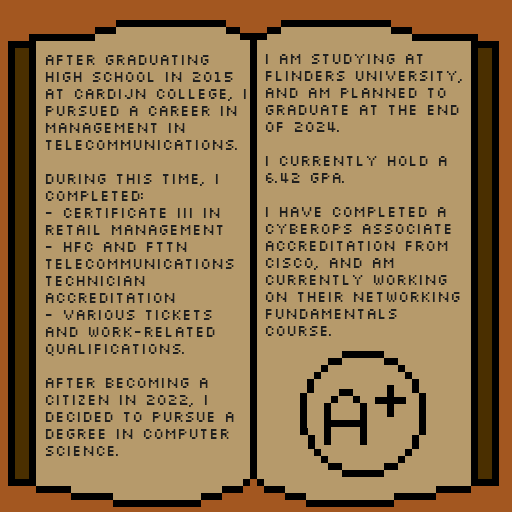 AFTER GRADUATING
HIGH SCHOOL IN 2015
AT CARDIJN COLLEGE, I
PURSUED A CAREER IN
MANAGEMENT IN
TELECOMMUNICATIONS.
DURING THIS TIME, I
COMPLETED:
- CERTIFICATE III IN
RETAIL MANAGEMENT
- HFC AND FTTN
TELECOMMUNICATIONS
TECHNICIAN
ACCREDITATION
- VARIOUS TICKETS
AND WORK-RELATED
QUALIFICATIONS.
AFTER BECOMING A
CITIZEN IN 2022, I
DECIDED TO PURSUE A
DEGREE IN COMPUTER
SCIENCE.
I AM STUDYING AT
FLINDERS UNIVERSITY,
AND AM PLANNED TO
GRADUATE AT THE END
OF 2024.
I CURRENTLY HOLD A
6.42 GPA.
I HAVE COMPLETED A
CYBEROPS ASSOCIATE
ACCREDITATION FROM
CISCO, AND AM
CURRENTLY WORKING
ON THEIR NETWORKING
FUNDAMENTALS
COURSE.
A+